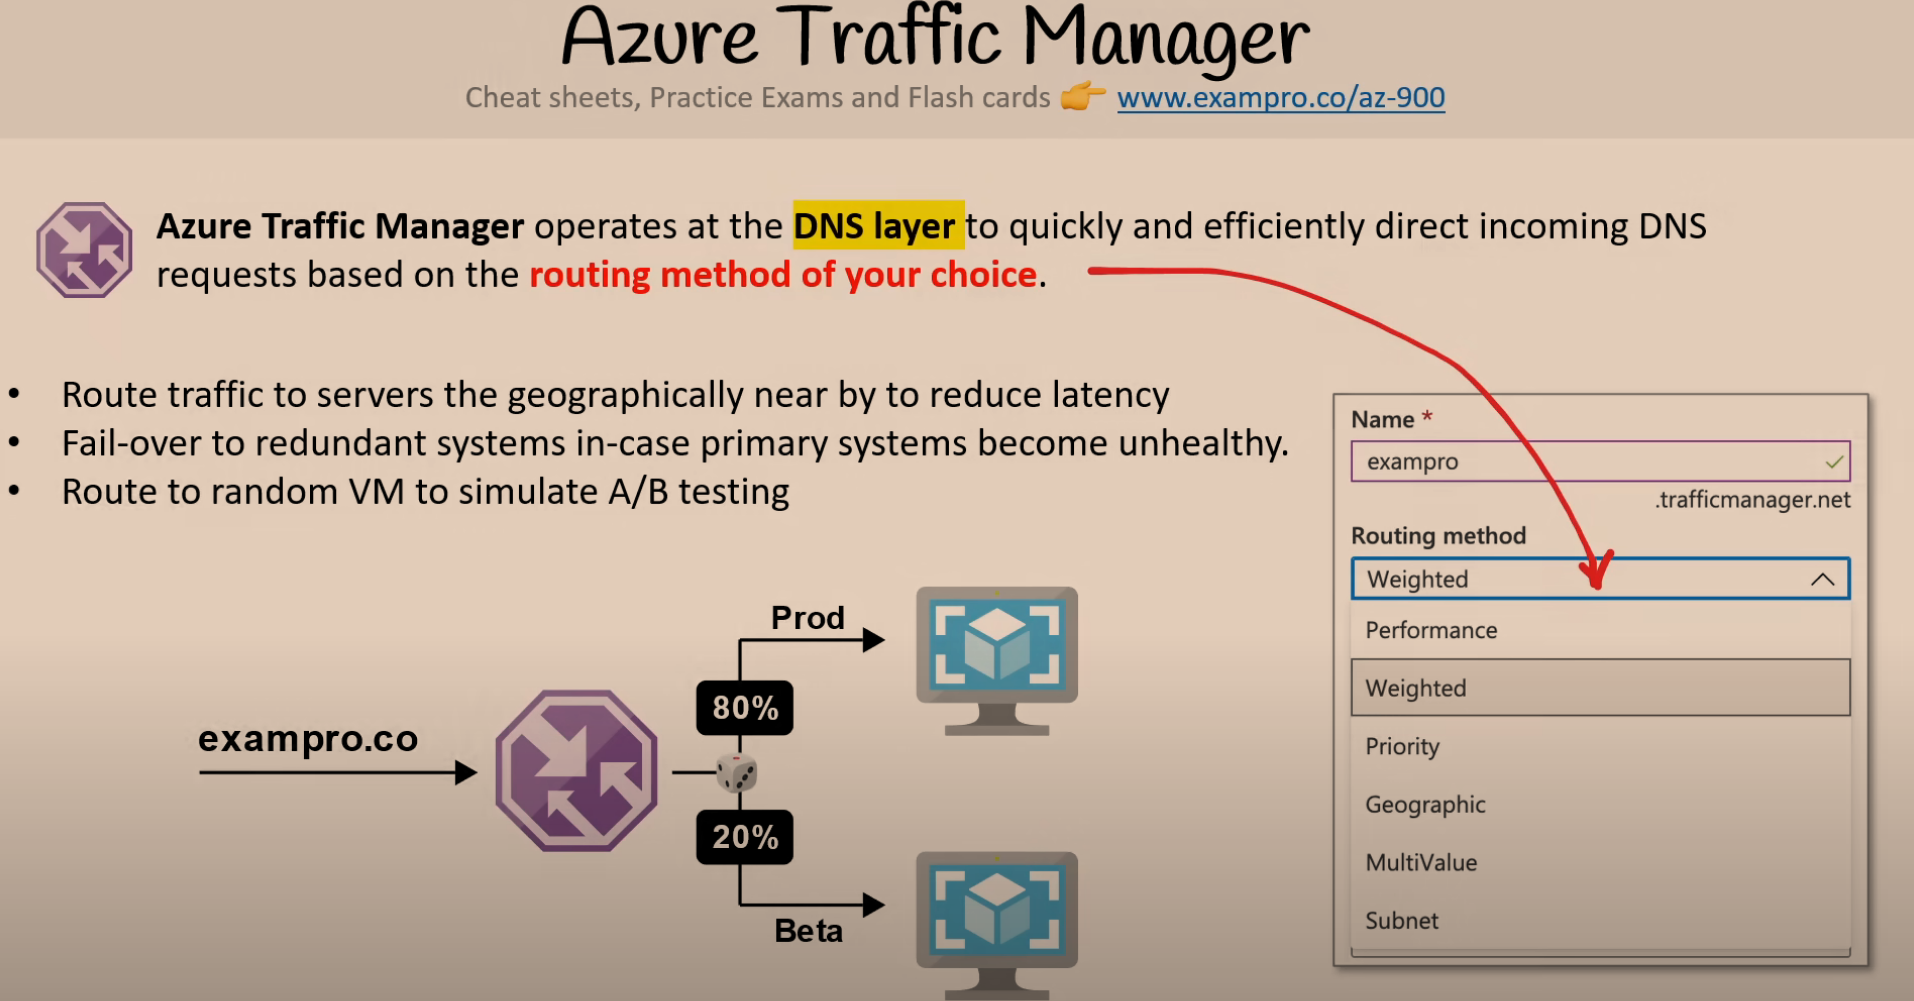 Azure Traffic Manager
Cheat sheets, Practice Exams and Flash cards 👉 www.exampro.co/az-900
Azure Traffic Manager operates at the DNS layer to quickly and efficiently direct incoming DNS
requests based on the routing method of your choice.
• Route traffic to servers the geographically near by to reduce latency
• Fail-over to redundant systems in-case primary systems become unhealthy.
• Route to random VM to simulate A/B testing
exampro.co
Prod
80%
20%
Beta
Name *
exampro
.trafficmanager.net
Routing method
Weighted
Performance
Weighted
Priority
Geographic
MultiValue
Subnet